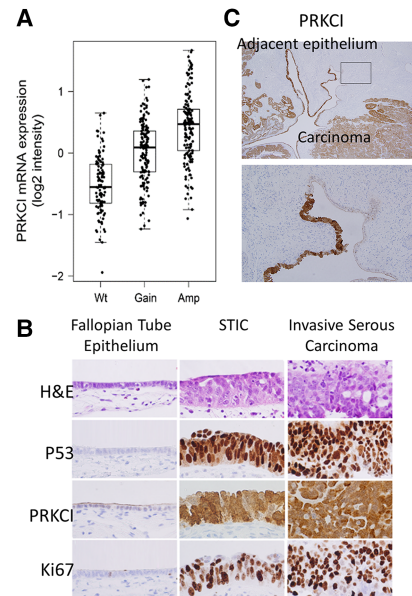 A
PRKCI mRNA expression
(log2 intensity)
1
0
−1
−2
Wt Gain Amp
C
PRKCI
Adjacent epithelium
Carcinoma
B
Fallopian Tube
Epithelium
STIC
Invasive Serous
Carcinoma
H&E
P53
PRKCI
Ki67